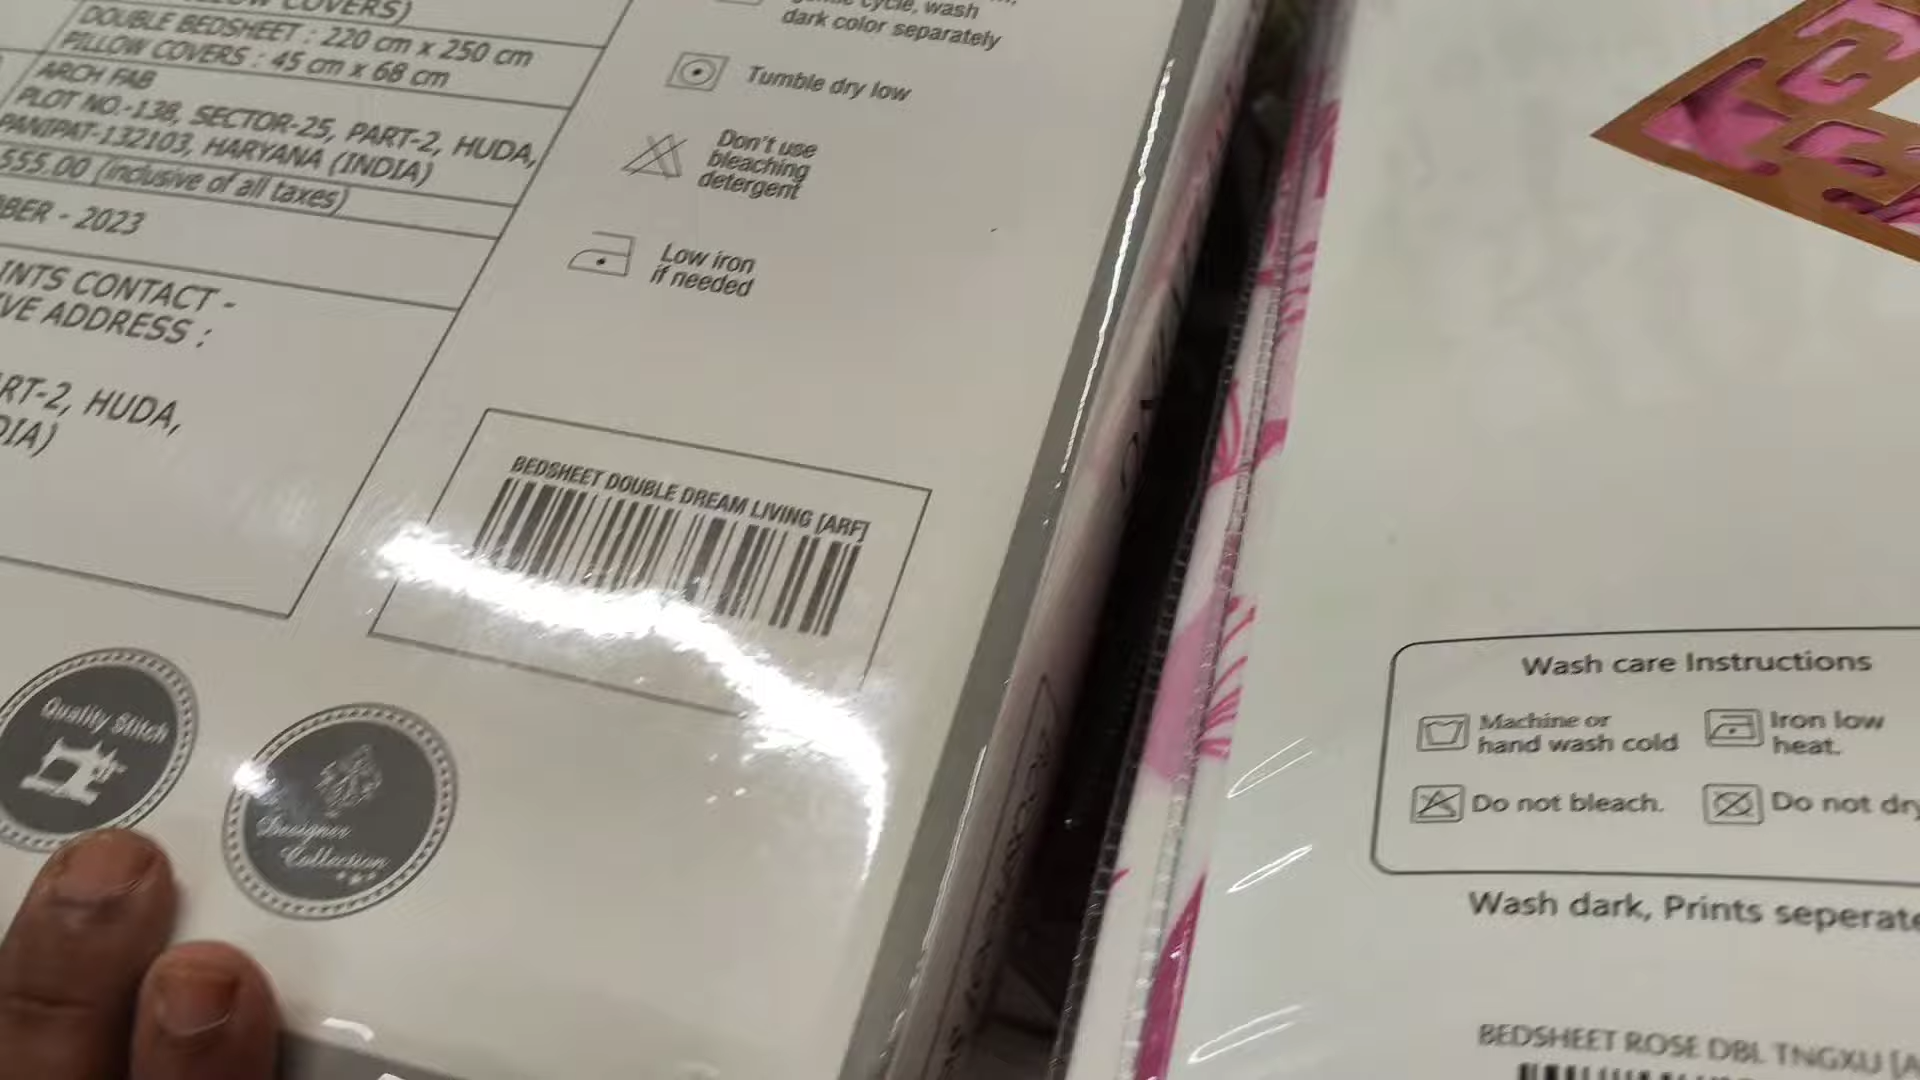 COVERS)
DOUBLE BEDSHEET : 220 cm x 250 cm
PILLOW COVERS : 45 cm x 68 cm
ARCH FAB
PLOT NO.-138, SECTOR-25, PART-2, HUDA,
PANIPAT-132103, HARYANA (INDIA)
555.00 (inclusive of all taxes)
BER - 2023
INTS CONTACT -
VE ADDRESS :
RT-2, HUDA,
DIA)
cycle, wash
dark color separately
Tumble dry low
Don't use
bleaching
detergent
Low iron
if needed
BEDSHEET DOUBLE DREAM LIVING [ARF]
Quality Stitch
Designer
Collection
Wash care Instructions
Machine or
hand wash cold
Iron low
heat.
Do not bleach.
Do not dry
Wash dark, Prints seperate
BEDSHEET ROSE DBL TNGXU [A